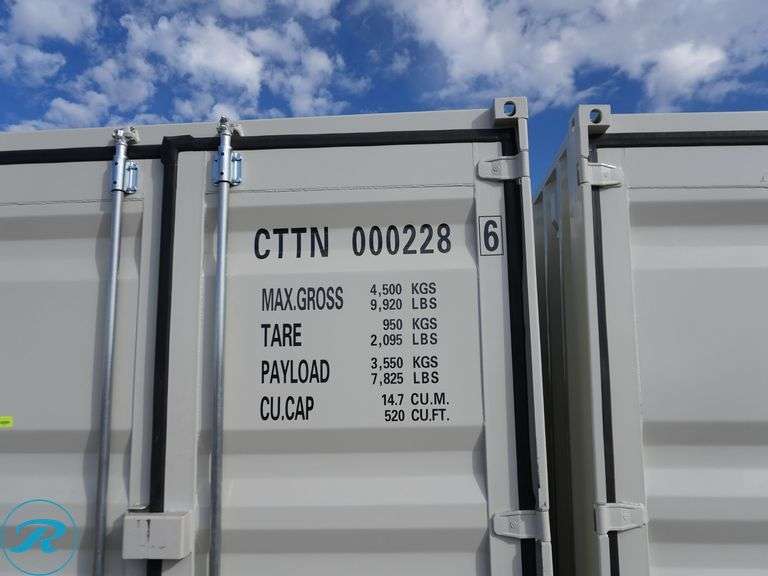 CTTN 000228 6
MAX.GROSS 4,500 KGS
9,920 LBS
TARE 950 KGS
2,095 LBS
PAYLOAD 3,550 KGS
7,825 LBS
CU.CAP 14.7 CU.M.
520 CU.FT.
R